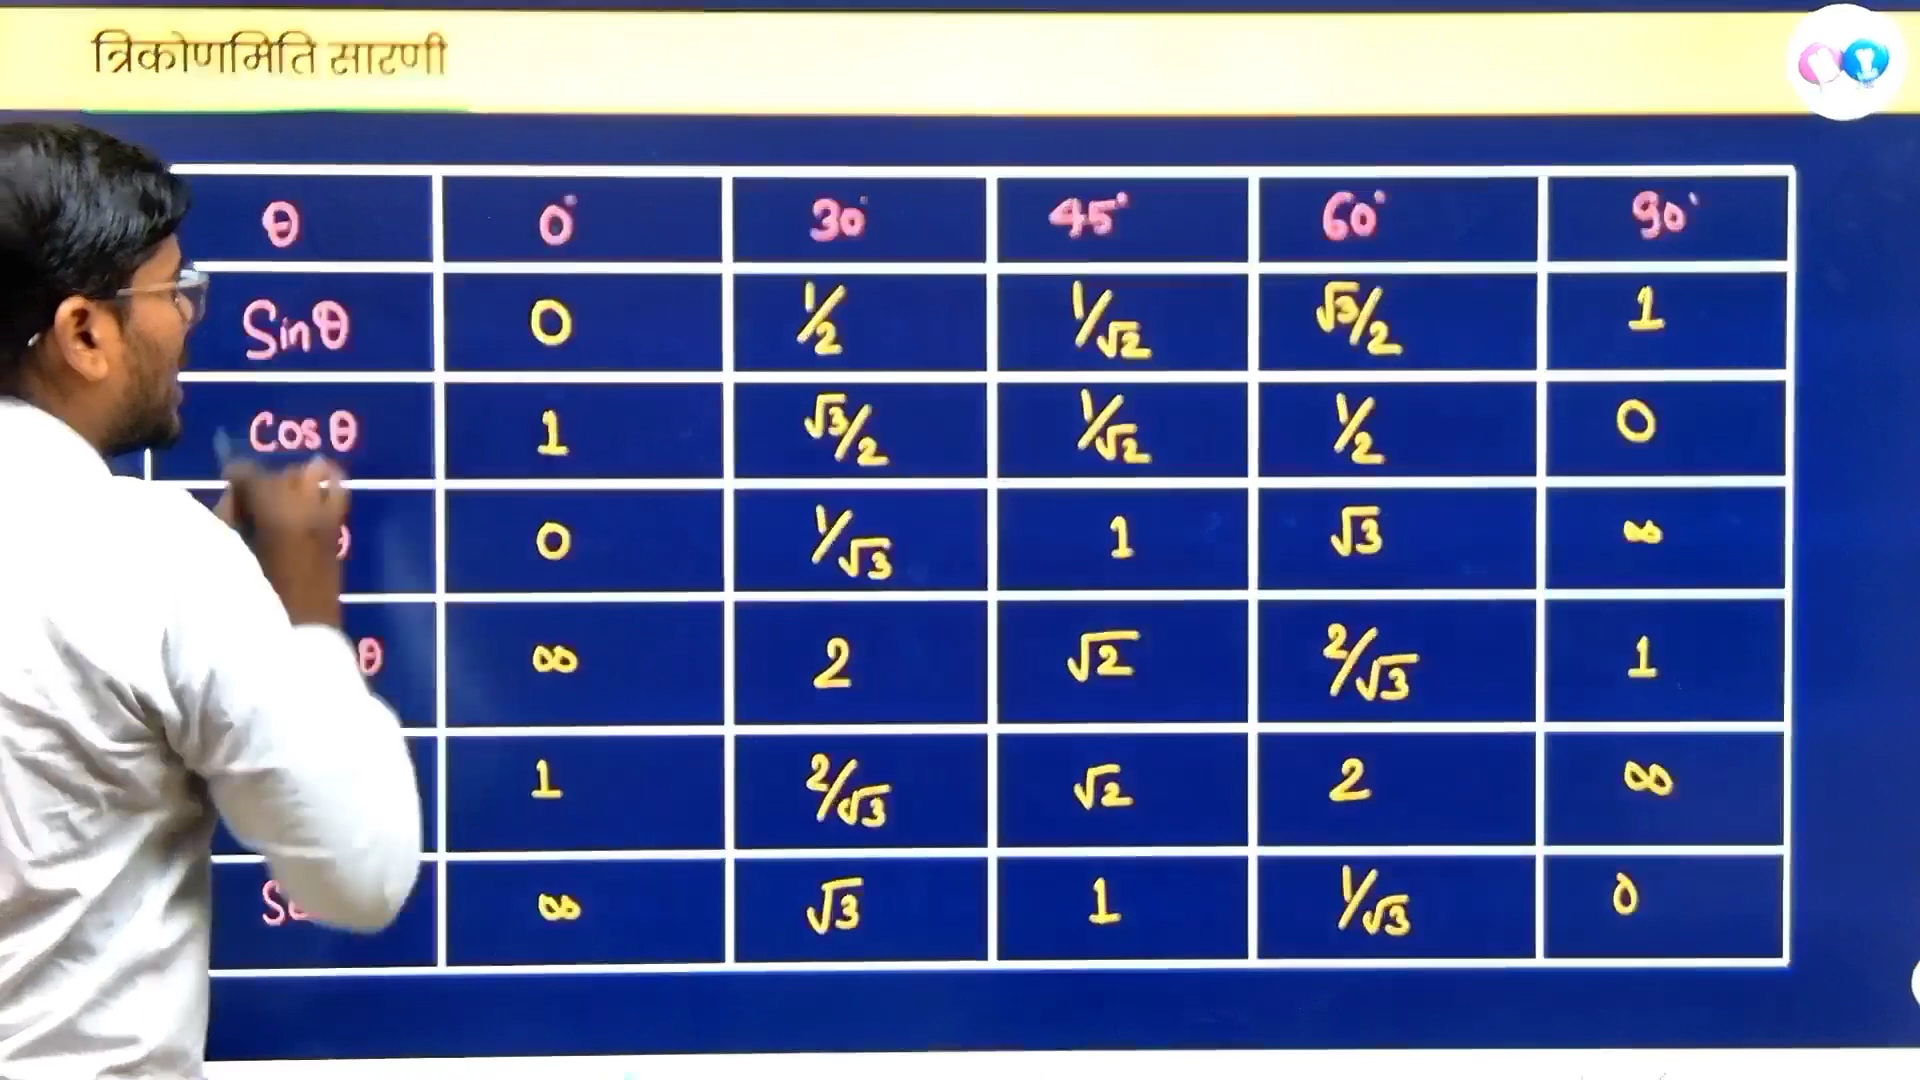 त्रिकोणमिति सारणी
θ 0° 30° 45° 60° 90°
Sinθ 0 1/2 1/√2 √3/2 1
Cosθ 1 √3/2 1/√2 1/2 0
0 1/√3 1 √3 ∞
θ ∞ 2 √2 2/√3 1
1 2/√3 √2 2 ∞
∞ √3 1 1/√3 0